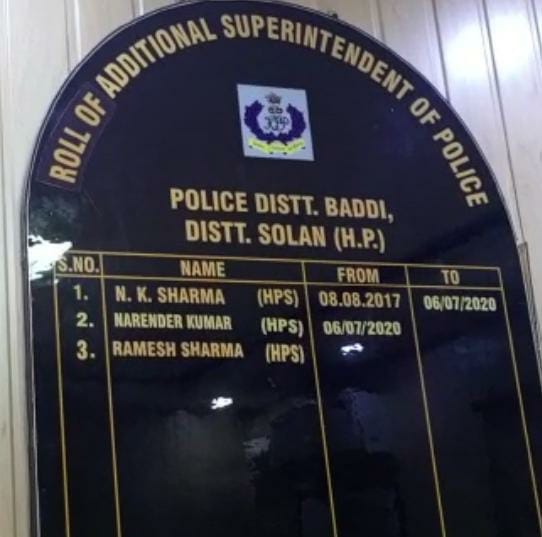 ROLL OF ADDITIONAL SUPERINTENDENT OF POLICE
POLICE DISTT. BADDI,
DISTT. SOLAN (H.P.)
S.NO. NAME FROM TO
1. N. K. SHARMA (HPS) 08.08.2017 06/07/2020
2. NARENDER KUMAR (HPS) 06/07/2020
3. RAMESH SHARMA (HPS)